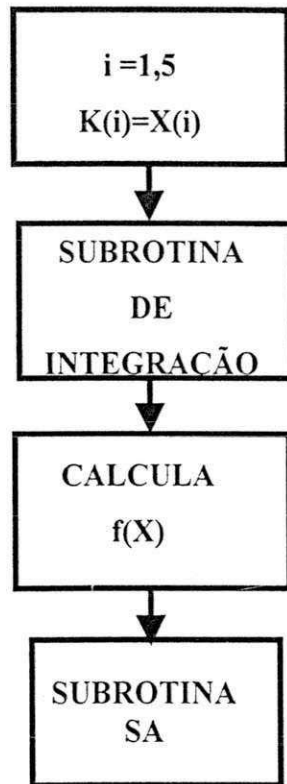 i =1,5
K(i)=X(i)
SUBROTINA
DE
INTEGRAÇÃO
CALCULA
f(X)
SUBROTINA
SA